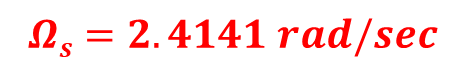 Ωₛ = 2.4141 rad/sec